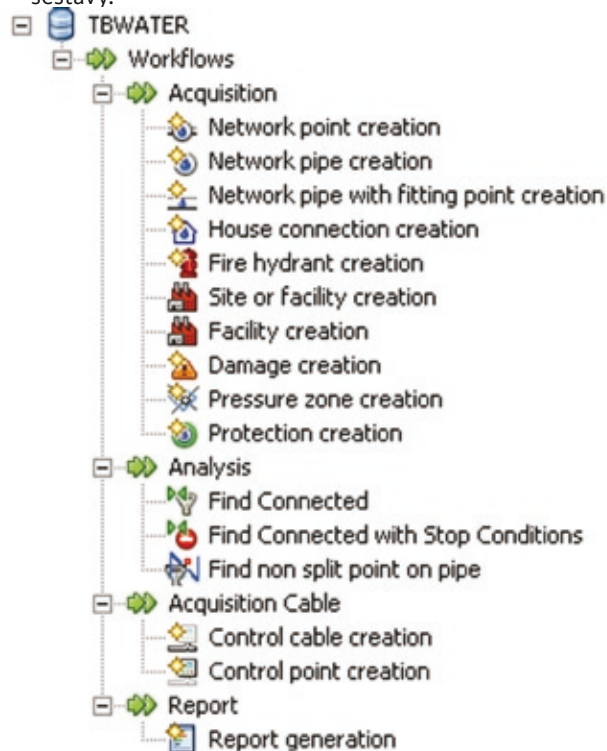 sestavy.
TBWATER
Workflows
Acquisition
Network point creation
Network pipe creation
Network pipe with fitting point creation
House connection creation
Fire hydrant creation
Site or facility creation
Facility creation
Damage creation
Pressure zone creation
Protection creation
Analysis
Find Connected
Find Connected with Stop Conditions
Find non split point on pipe
Acquisition Cable
Control cable creation
Control point creation
Report
Report generation